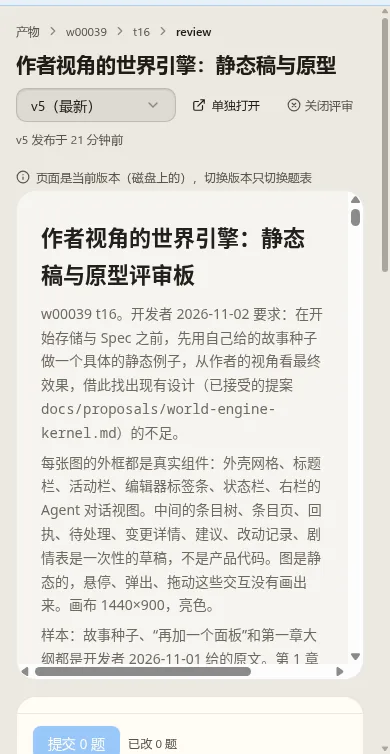 产物 > w00039 > t16 > review
作者视角的世界引擎：静态稿与原型
v5（最新） 单独打开 关闭评审
v5 发布于 21 分钟前
页面是当前版本（磁盘上的），切换版本只切换题表
作者视角的世界引擎：静态
稿与原型评审板
w00039 t16。开发者 2026-11-02 要求：在开
始存储与 Spec 之前，先用自己给的故事种子
做一个具体的静态例子，从作者的视角看最终
效果，借此找出现有设计（已接受的提案
docs/proposals/world-engine-
kernel.md）的不足。
每张图的外框都是真实组件：外壳网格、标题
栏、活动栏、编辑器标签条、状态栏、右栏的
Agent 对话视图。中间的条目树、条目页、回
执、待处理、变更详情、建议、改动记录、剧
情表是一次性的草稿，不是产品代码。图是静
态的，悬停、弹出、拖动这些交互没有画出
来。画布 1440×900，亮色。
样本：故事种子、“再加一个面板”和第一章大
纲都是开发者 2026-11-01 给的原文。第 1 章
提交 0 题 已改 0 题